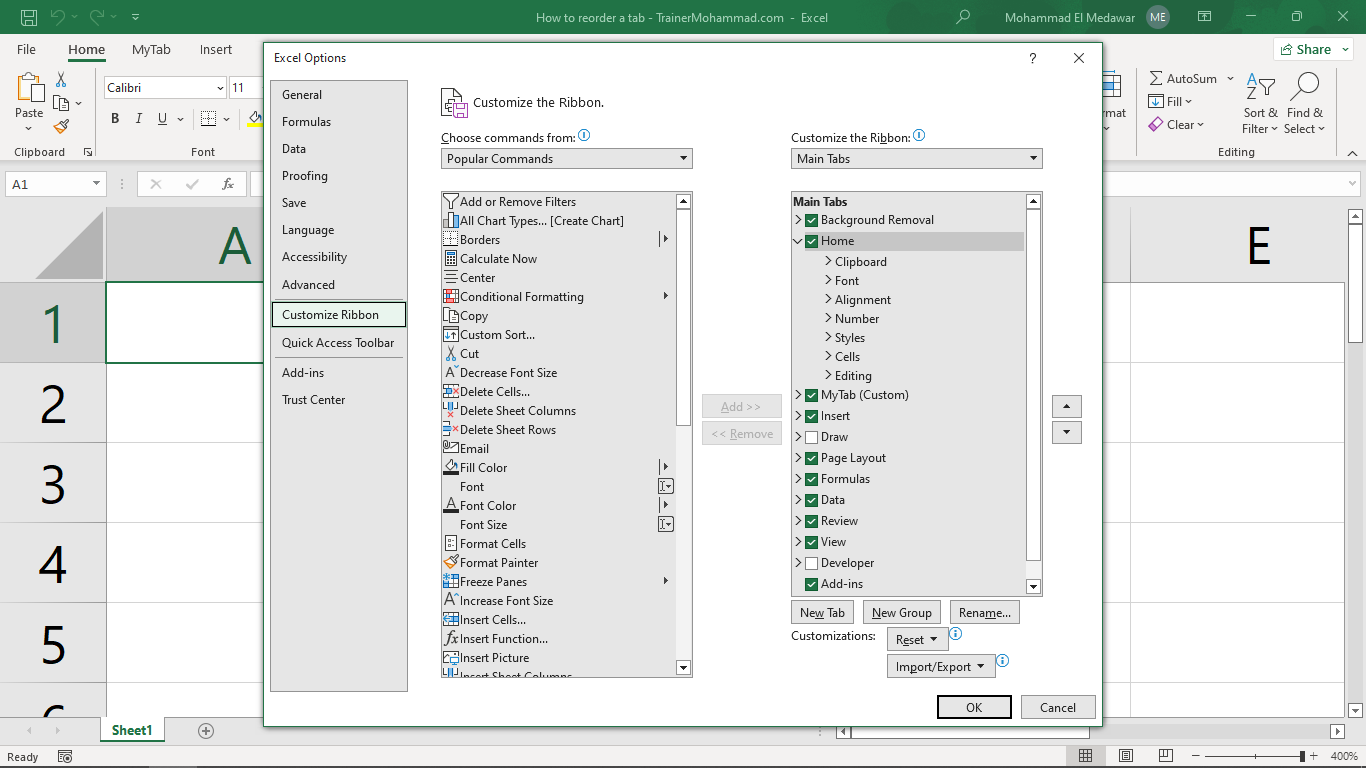 How to reorder a tab - TrainerMohammad.com - Excel
Mohammad El Medawar ME
File Home MyTab Insert
Share
Paste
Clipboard
Calibri 11
B I U
Font
AutoSum
Fill
Clear
Sort &
Filter
Find &
Select
Editing
A1
fx
A E
1
2
3
4
5
6
Excel Options
?
General
Formulas
Data
Proofing
Save
Language
Accessibility
Advanced
Customize Ribbon
Quick Access Toolbar
Add-ins
Trust Center
Customize the Ribbon.
Choose commands from:
Popular Commands
Add or Remove Filters
All Chart Types... [Create Chart]
Borders
Calculate Now
Center
Conditional Formatting
Copy
Custom Sort...
Cut
Decrease Font Size
Delete Cells...
Delete Sheet Columns
Delete Sheet Rows
Email
Fill Color
Font
Font Color
Font Size
Format Cells
Format Painter
Freeze Panes
Increase Font Size
Insert Cells...
Insert Function...
Insert Picture
Insert Sheet Columns
Add >>
<< Remove
Customize the Ribbon:
Main Tabs
Main Tabs
Background Removal
Home
Clipboard
Font
Alignment
Number
Styles
Cells
Editing
MyTab (Custom)
Insert
Draw
Page Layout
Formulas
Data
Review
View
Developer
Add-ins
New Tab New Group Rename...
Customizations: Reset
Import/Export
OK Cancel
Sheet1
Ready
400%